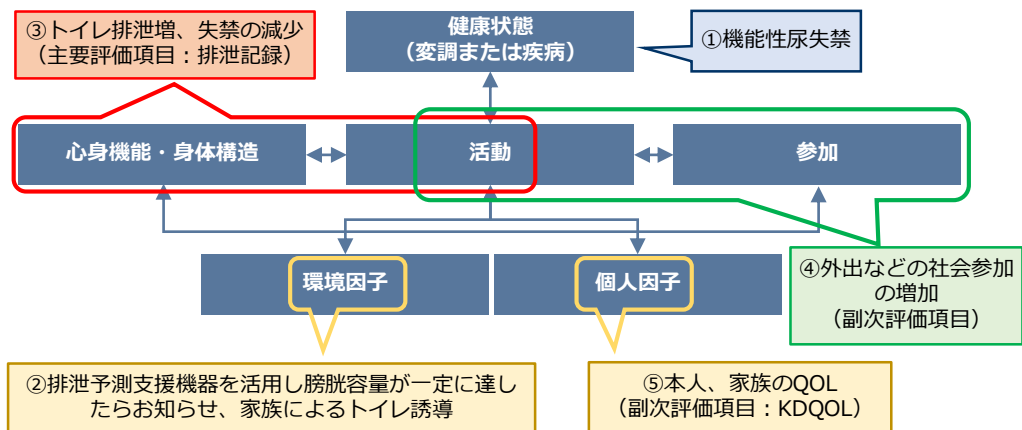 ③トイレ排泄増、失禁の減少
(主要評価項目：排泄記録)
健康状態
(変調または疾病)
①機能性尿失禁
心身機能・身体構造
活動
参加
環境因子
個人因子
④外出などの社会参加
の増加
(副次評価項目)
②排泄予測支援機器を活用し膀胱容量が一定に達し
たらお知らせ、家族によるトイレ誘導
⑤本人、家族のQOL
(副次評価項目：KDQOL)